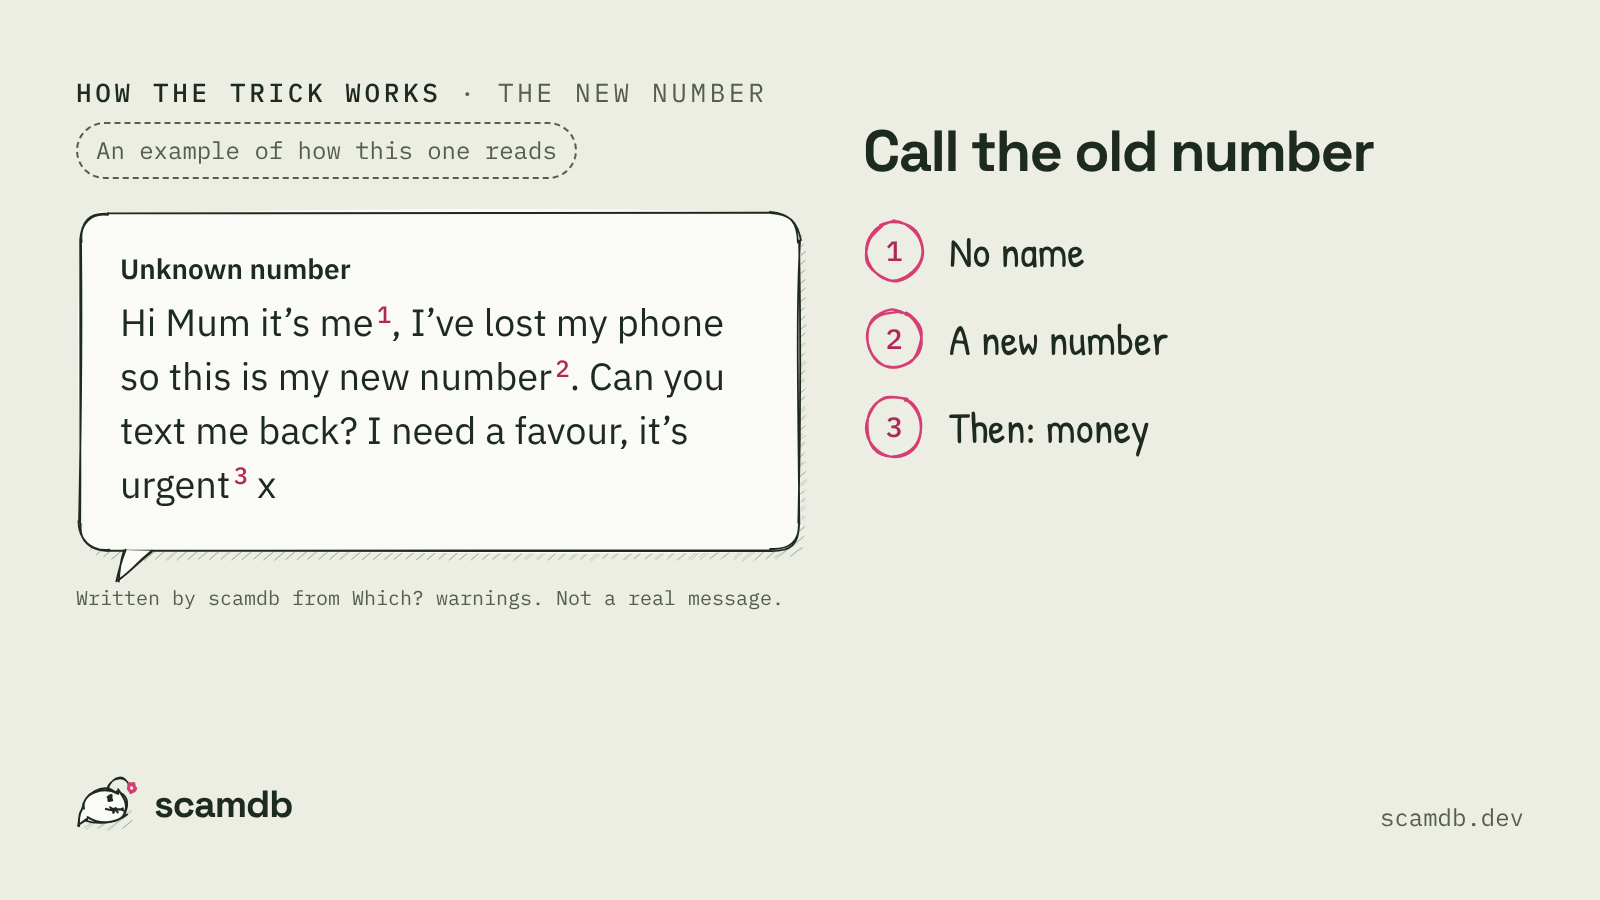 HOW THE TRICK WORKS · THE NEW NUMBER
An example of how this one reads
Unknown number
Hi Mum it’s me¹, I’ve lost my phone
so this is my new number². Can you
text me back? I need a favour, it’s
urgent³ x
Written by scamdb from Which? warnings. Not a real message.
Call the old number
1 No name
2 A new number
3 Then: money
scamdb
scamdb.dev